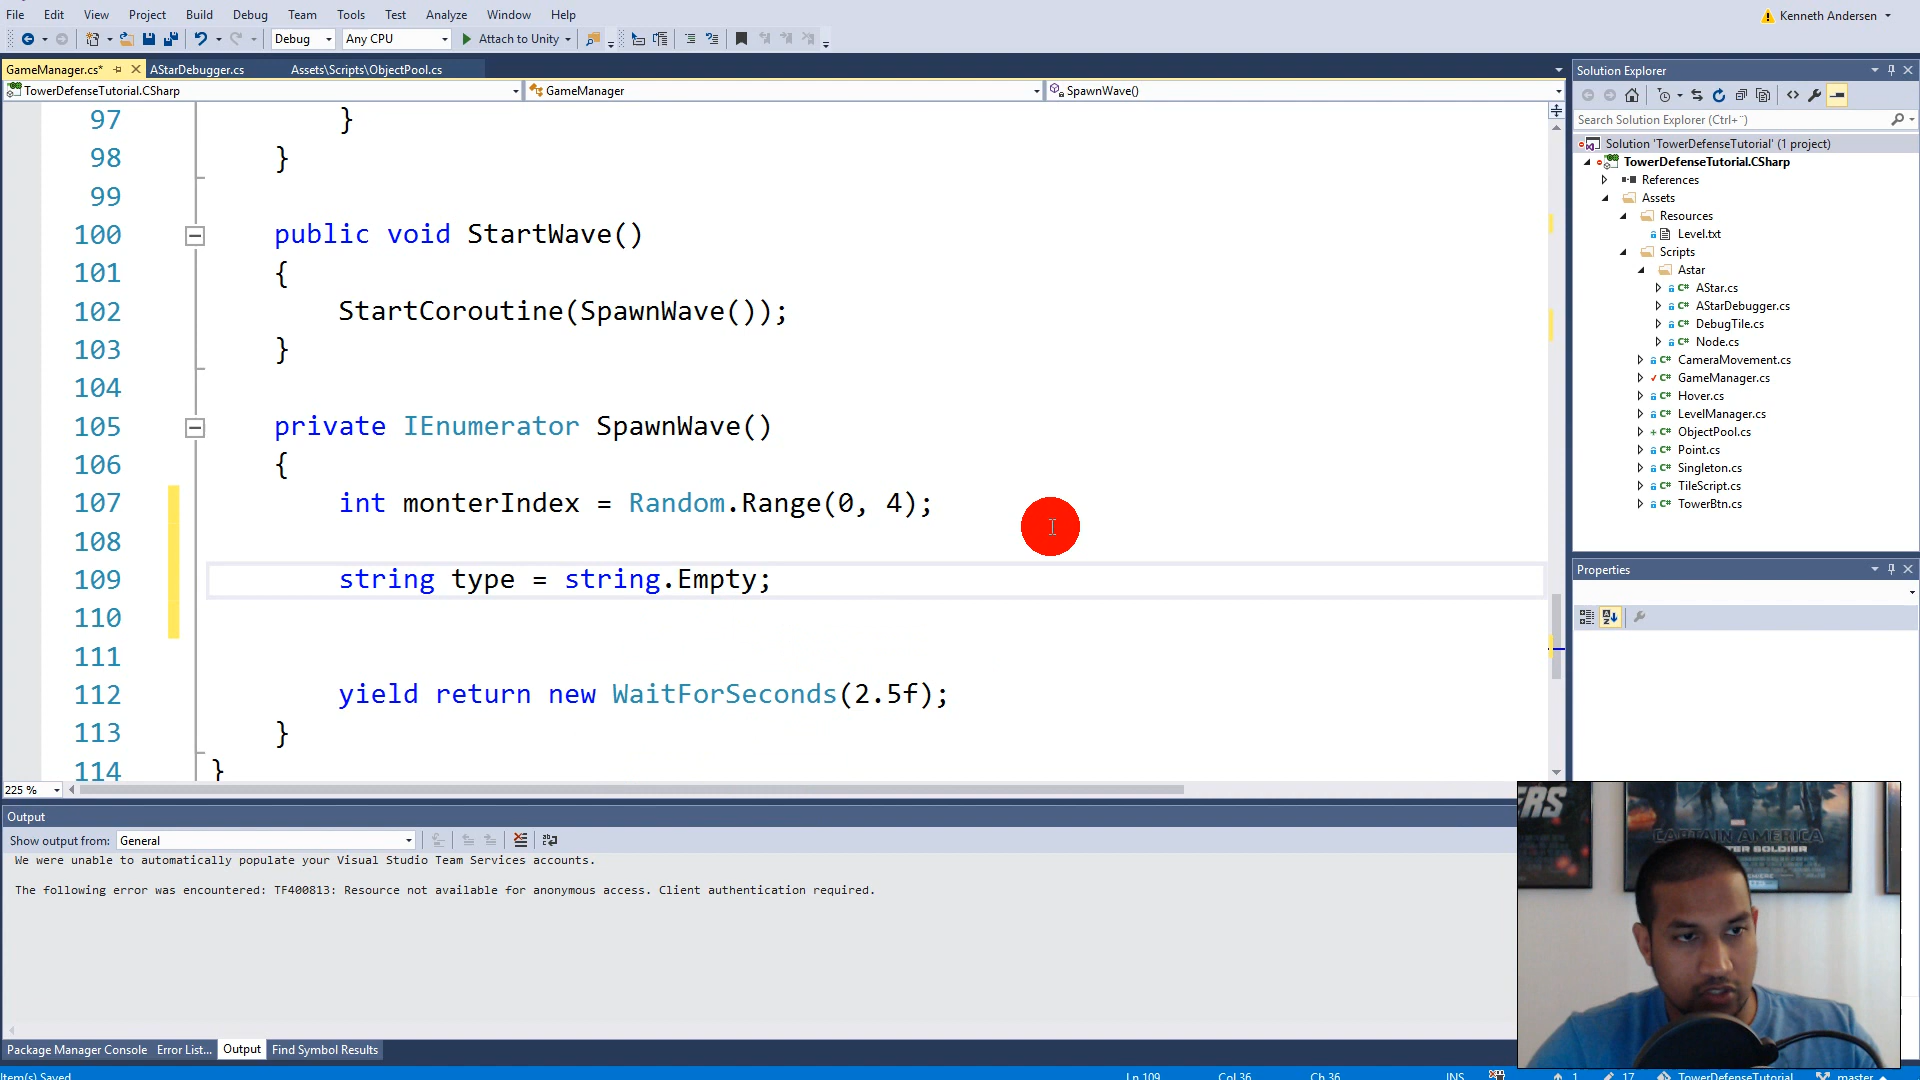 File Edit View Project Build Debug Team Tools Test Analyze Window Help Kenneth Andersen
Debug Any CPU Attach to Unity
GameManager.cs* AStarDebugger.cs Assets\Scripts\ObjectPool.cs
TowerDefenseTutorial.CSharp GameManager SpawnWave()
97 }
98 }
99
100 public void StartWave()
101 {
102 StartCoroutine(SpawnWave());
103 }
104
105 private IEnumerator SpawnWave()
106 {
107 int monterIndex = Random.Range(0, 4);
108
109 string type = string.Empty;
110
111
112 yield return new WaitForSeconds(2.5f);
113 }
114 }
225 %
Solution Explorer
Search Solution Explorer (Ctrl+¨)
Solution 'TowerDefenseTutorial' (1 project)
TowerDefenseTutorial.CSharp
References
Assets
Resources
Level.txt
Scripts
Astar
AStar.cs
AStarDebugger.cs
DebugTile.cs
Node.cs
CameraMovement.cs
GameManager.cs
Hover.cs
LevelManager.cs
ObjectPool.cs
Point.cs
Singleton.cs
TileScript.cs
TowerBtn.cs
Properties
Output
Show output from: General
We were unable to automatically populate your Visual Studio Team Services accounts.
The following error was encountered: TF400813: Resource not available for anonymous access. Client authentication required.
CAPTAIN AMERICA
Package Manager Console Error List... Output Find Symbol Results
Item(s) Saved Ln 109 Col 36 Ch 36 INS 1 17 TowerDefenseTutorial master